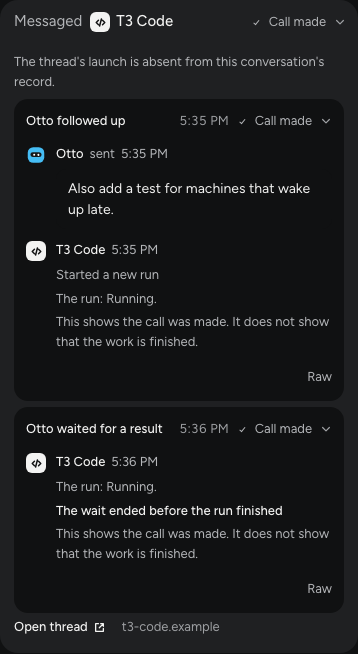 Messaged </> T3 Code ✓ Call made
The thread's launch is absent from this conversation's
record.
Otto followed up 5:35 PM ✓ Call made
Otto sent 5:35 PM
Also add a test for machines that wake
up late.
</> T3 Code 5:35 PM
Started a new run
The run: Running.
This shows the call was made. It does not show
that the work is finished.
Raw
Otto waited for a result 5:36 PM ✓ Call made
</> T3 Code 5:36 PM
The run: Running.
The wait ended before the run finished
This shows the call was made. It does not show
that the work is finished.
Raw
Open thread t3-code.example